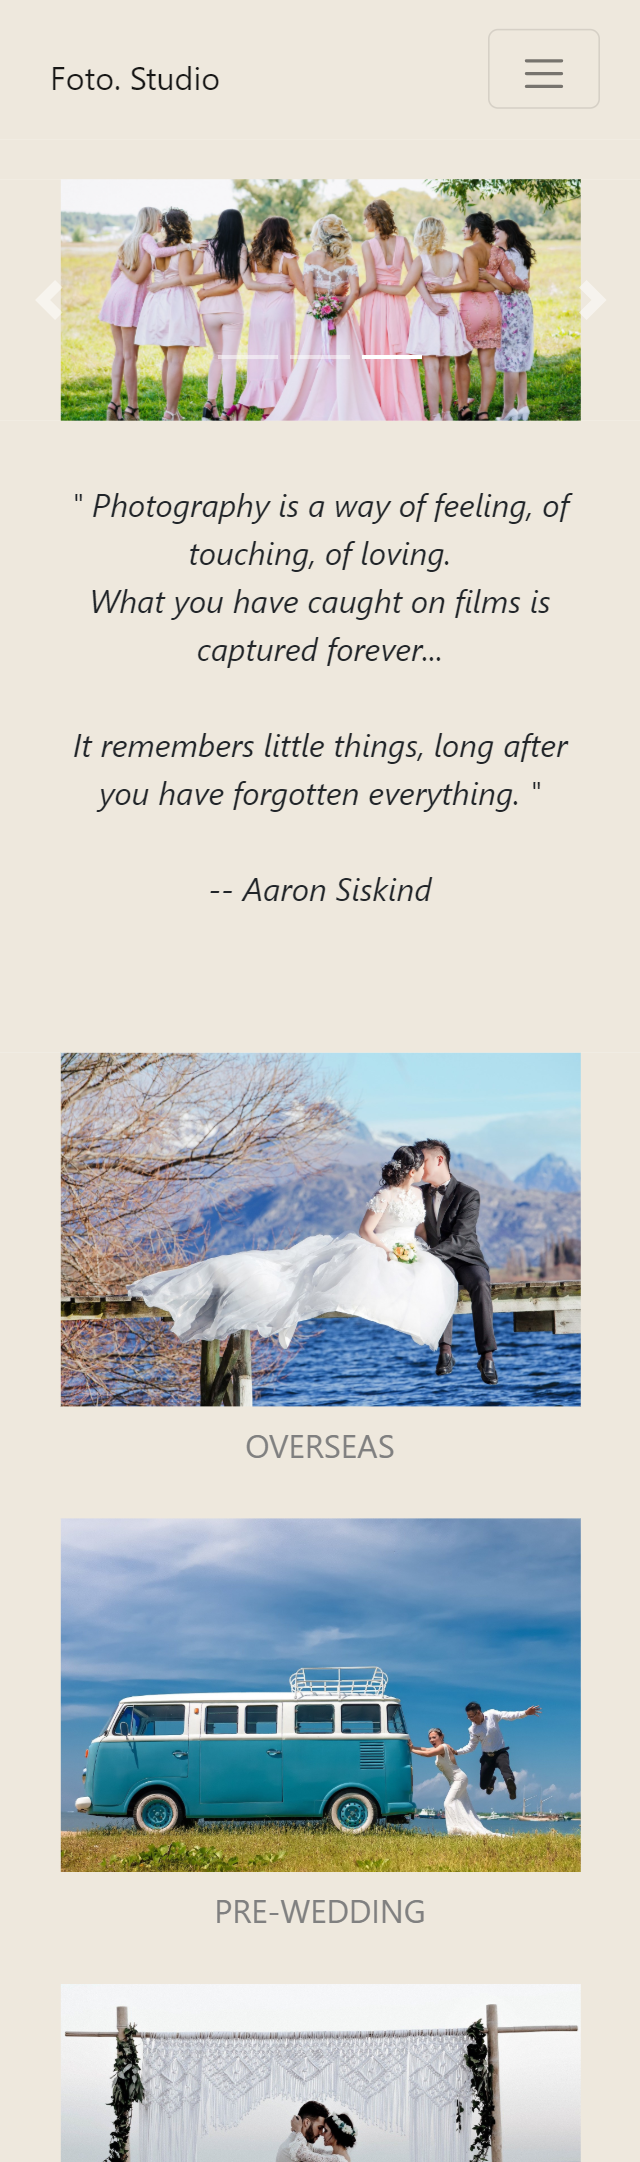 Foto. Studio
" Photography is a way of feeling, of
touching, of loving.
What you have caught on films is
captured forever...
It remembers little things, long after
you have forgotten everything. "
-- Aaron Siskind
OVERSEAS
PRE-WEDDING